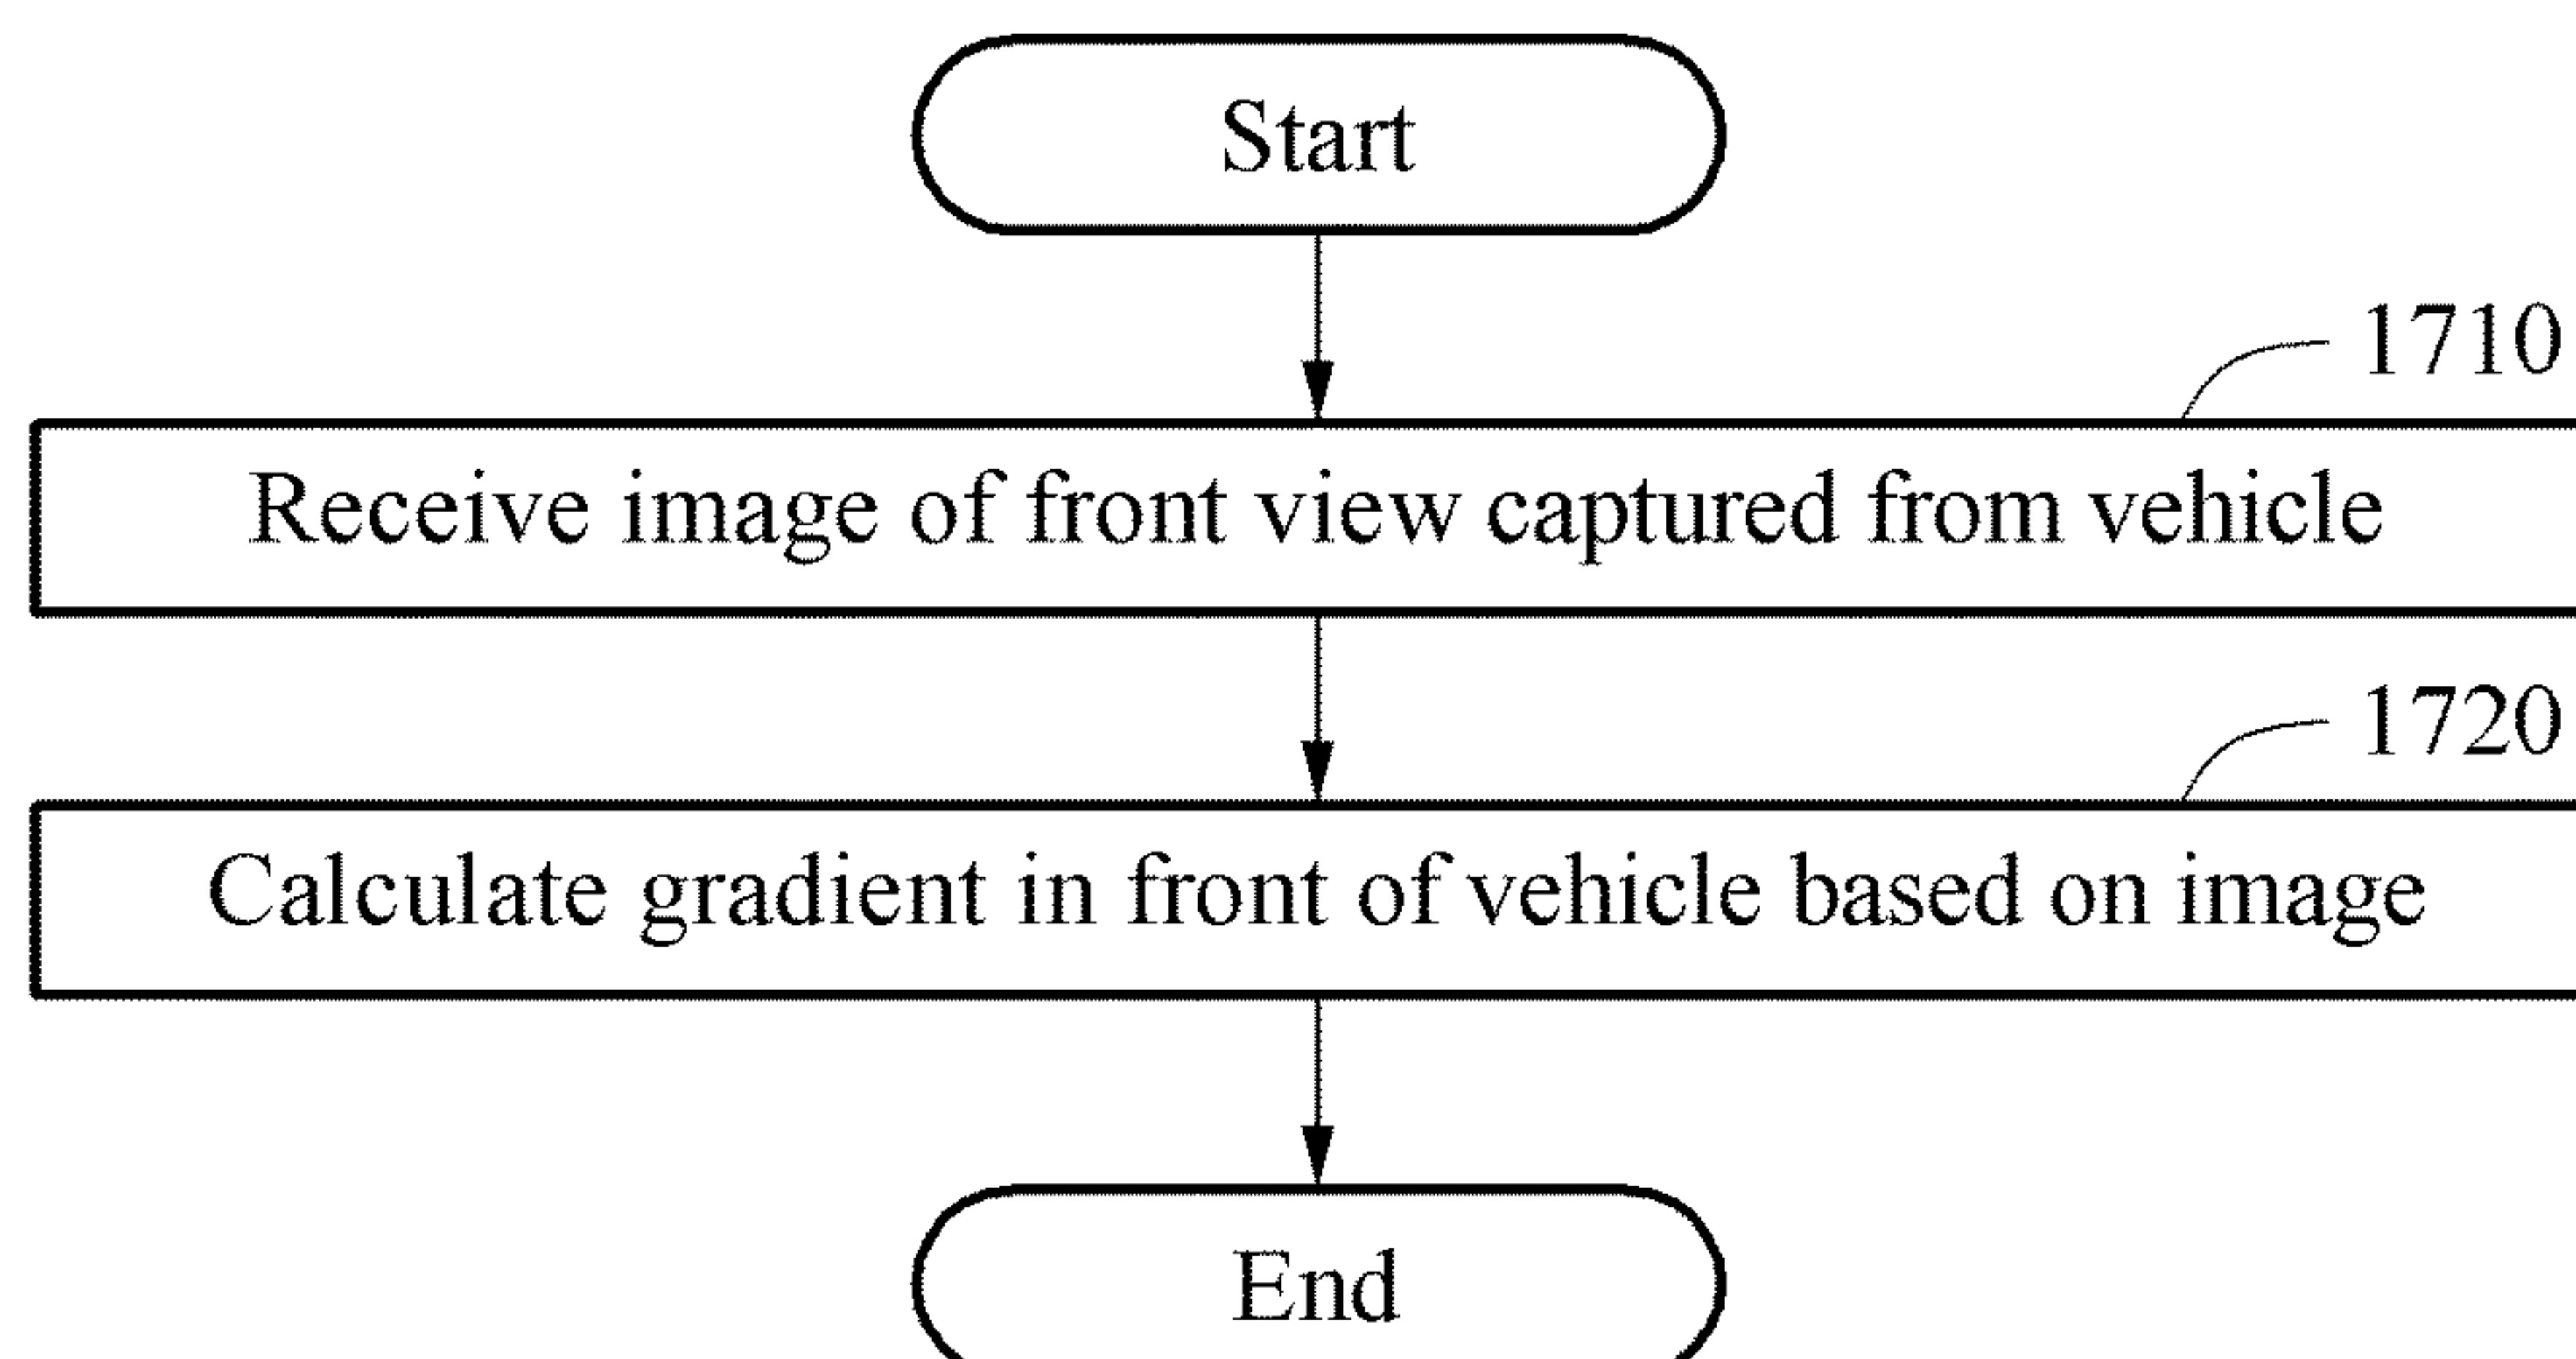 Start
1710
Receive image of front view captured from vehicle
1720
Calculate gradient in front of vehicle based on image
End